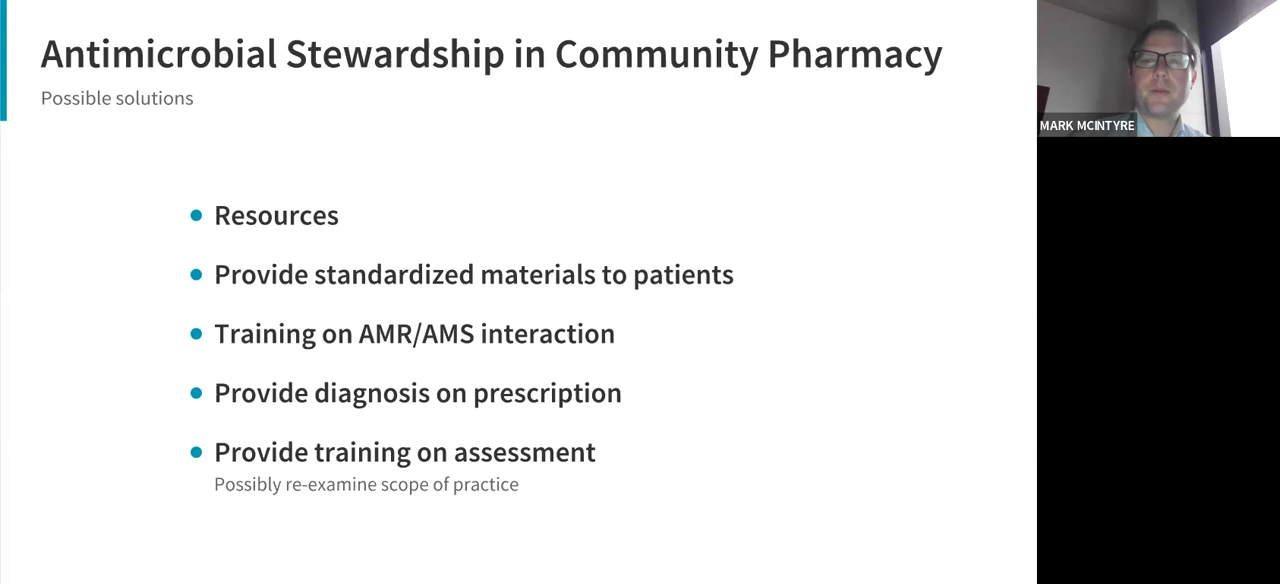 Antimicrobial Stewardship in Community Pharmacy
Possible solutions
MARK MCINTYRE
Resources
Provide standardized materials to patients
Training on AMR/AMS interaction
Provide diagnosis on prescription
Provide training on assessment
Possibly re-examine scope of practice